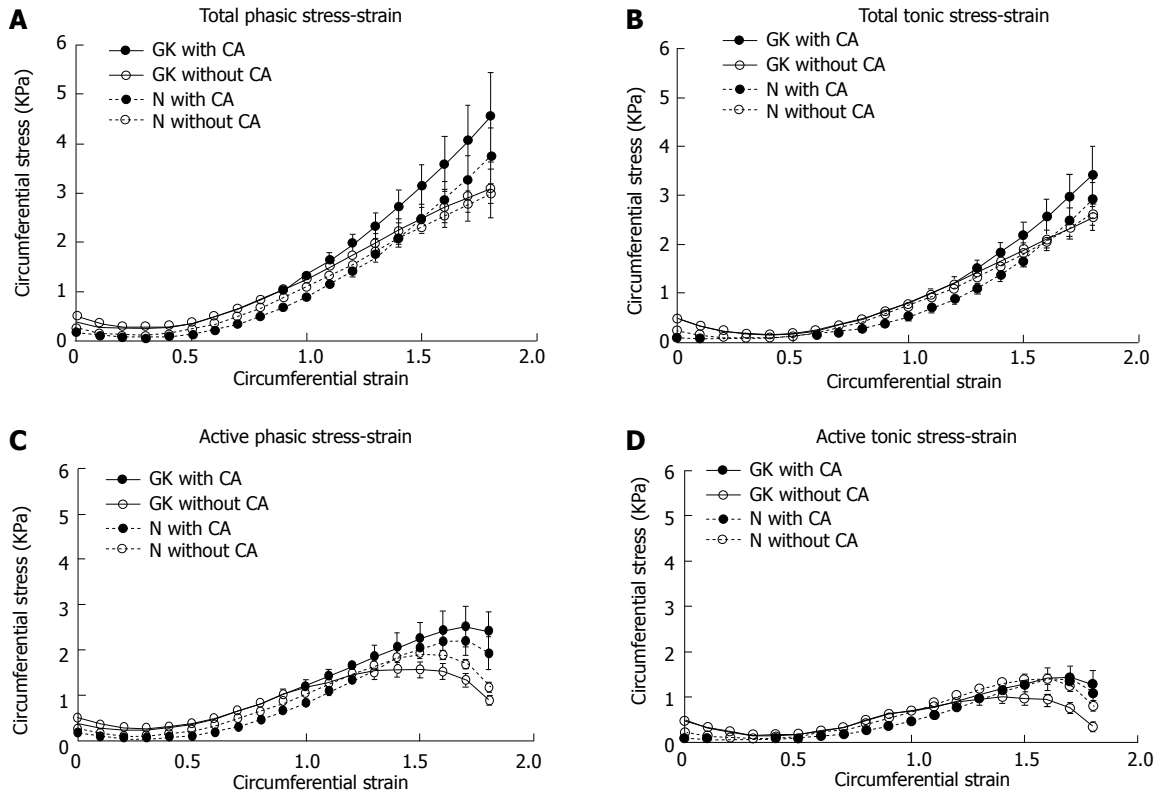 A
Total phasic stress-strain
6
5
4
3
2
1
0
Circumferential stress (KPa)
GK with CA
GK without CA
N with CA
N without CA
0
0.5
1.0
1.5
2.0
Circumferential strain
B
Total tonic stress-strain
6
5
4
3
2
1
0
Circumferential stress (KPa)
GK with CA
GK without CA
N with CA
N without CA
0
0.5
1.0
1.5
2.0
Circumferential strain
C
Active phasic stress-strain
6
5
4
3
2
1
0
Circumferential stress (KPa)
GK with CA
GK without CA
N with CA
N without CA
0
0.5
1.0
1.5
2.0
Circumferential strain
D
Active tonic stress-strain
6
5
4
3
2
1
0
Circumferential stress (KPa)
GK with CA
GK without CA
N with CA
N without CA
0
0.5
1.0
1.5
2.0
Circumferential strain